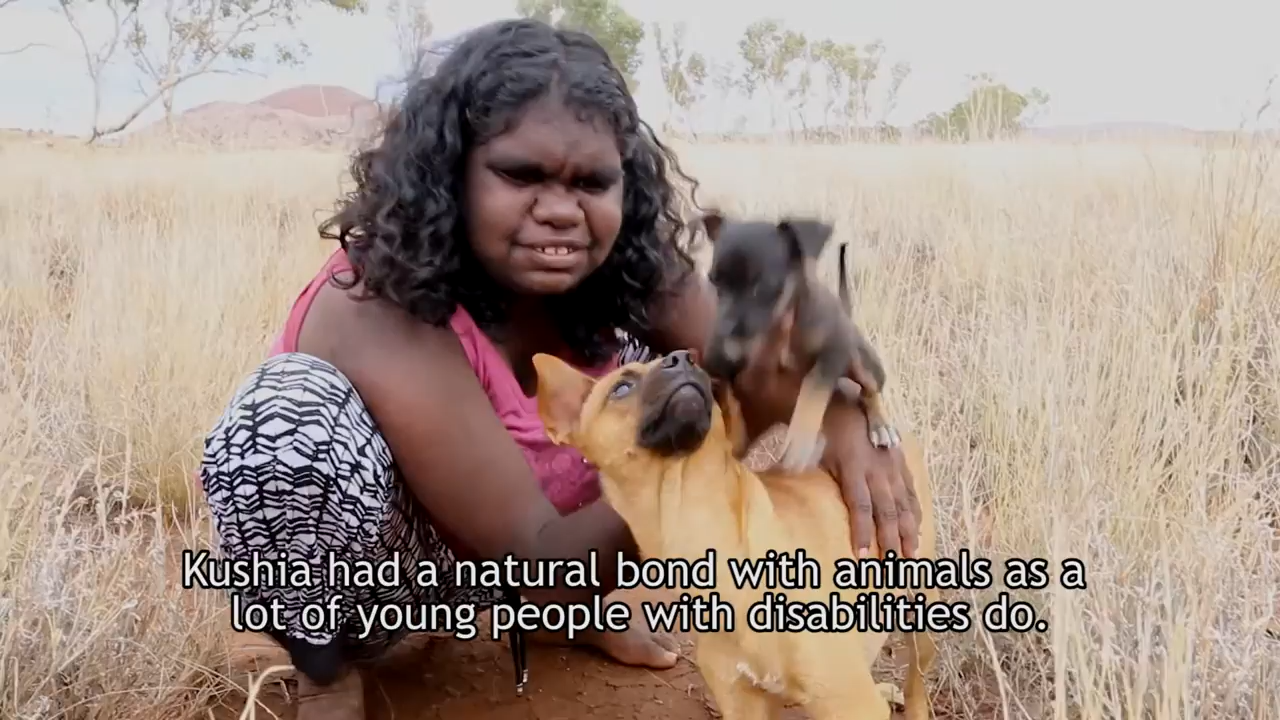 Kushia had a natural bond with animals as a
lot of young people with disabilities do.